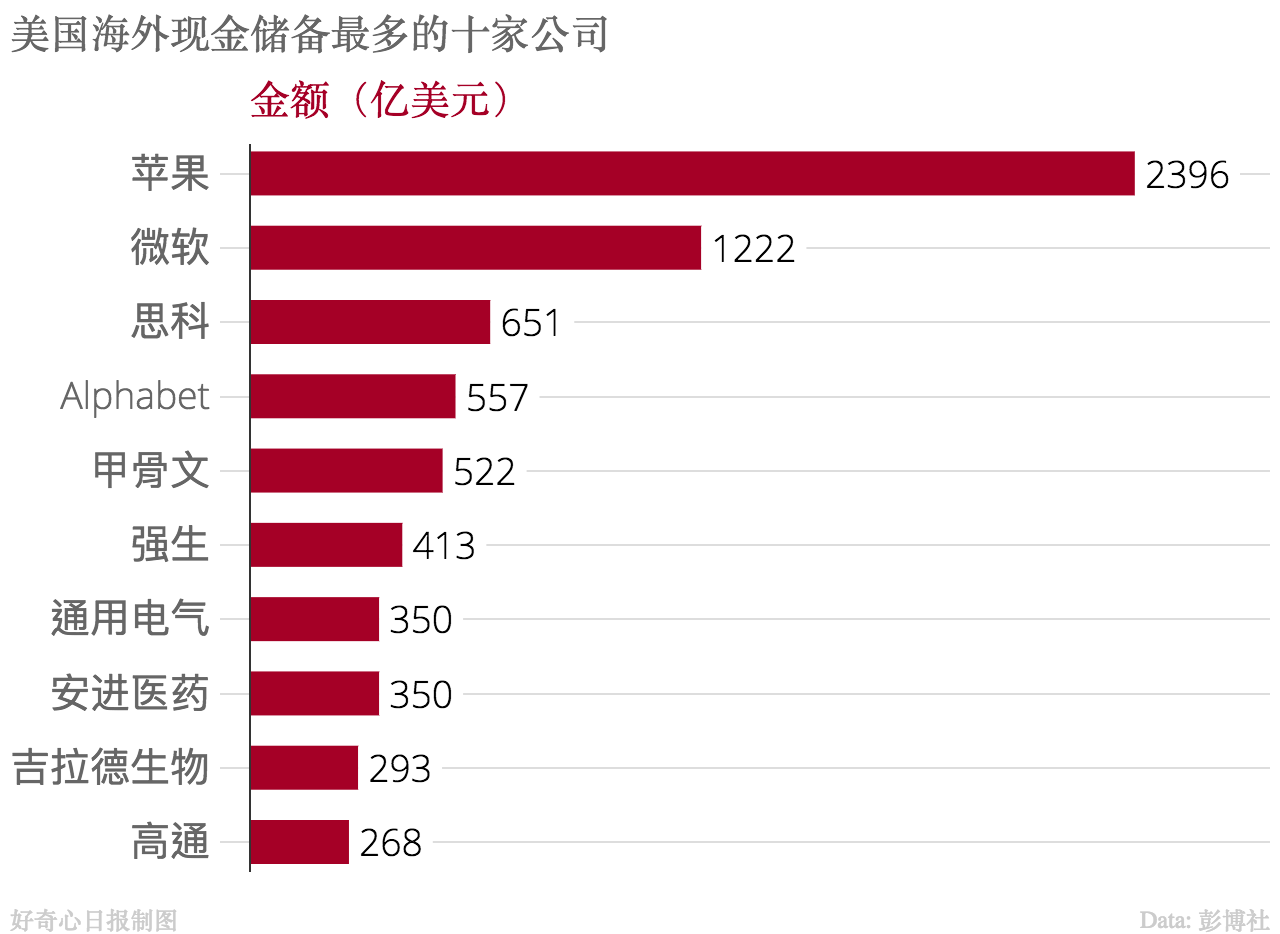 美国海外现金储备最多的十家公司
金额（亿美元）
苹果 2396
微软 1222
思科 651
Alphabet 557
甲骨文 522
强生 413
通用电气 350
安进医药 350
吉拉德生物 293
高通 268
好奇心日报制图 Data: 彭博社